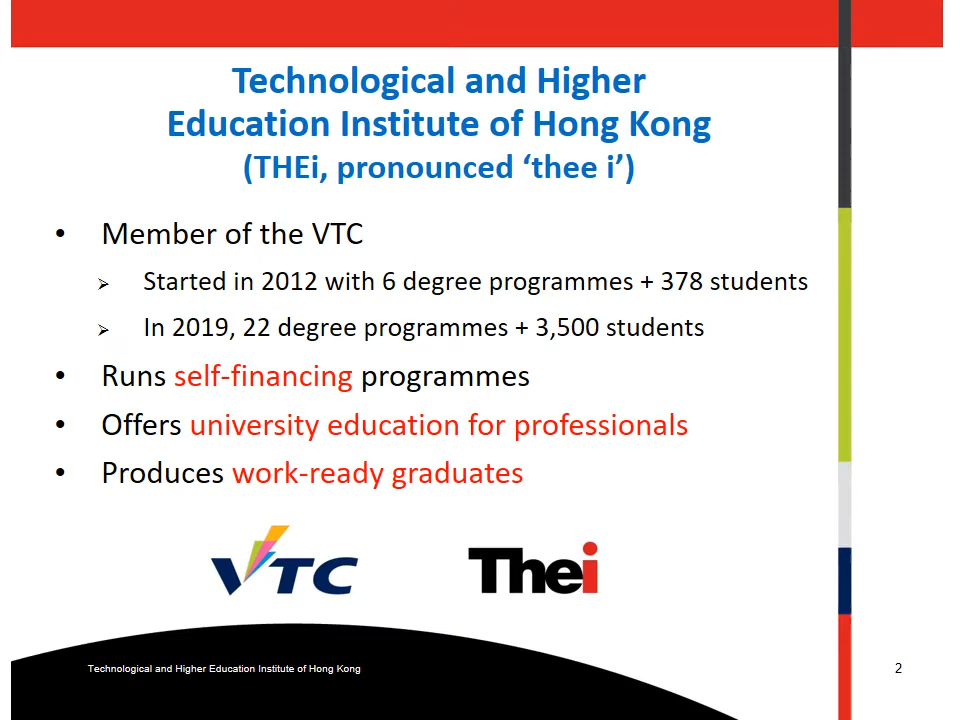 Technological and Higher
Education Institute of Hong Kong
(THEi, pronounced ‘thee i’)
• Member of the VTC
➢ Started in 2012 with 6 degree programmes + 378 students
➢ In 2019, 22 degree programmes + 3,500 students
• Runs self-financing programmes
• Offers university education for professionals
• Produces work-ready graduates
VTC
Thei
Technological and Higher Education Institute of Hong Kong
2